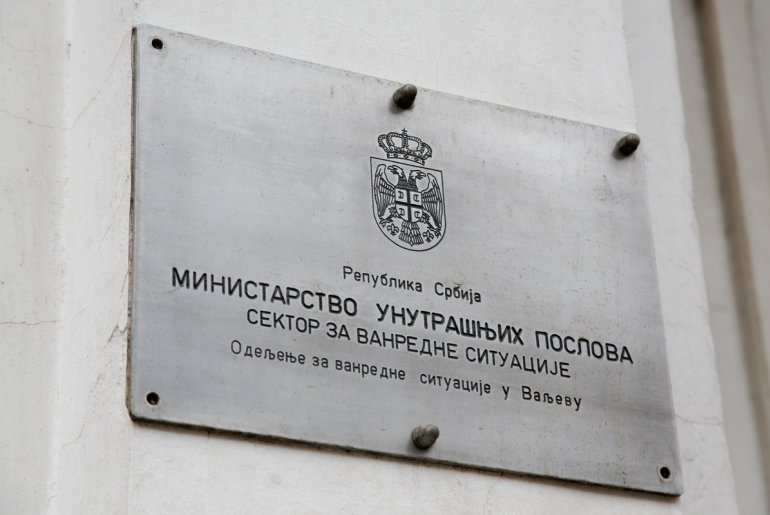 Република Србија
МИНИСТАРСТВО УНУТРАШЊИХ ПОСЛОВА
СЕКТОР ЗА ВАНРЕДНЕ СИТУАЦИЈЕ
Одељење за ванредне ситуације у Ваљеву